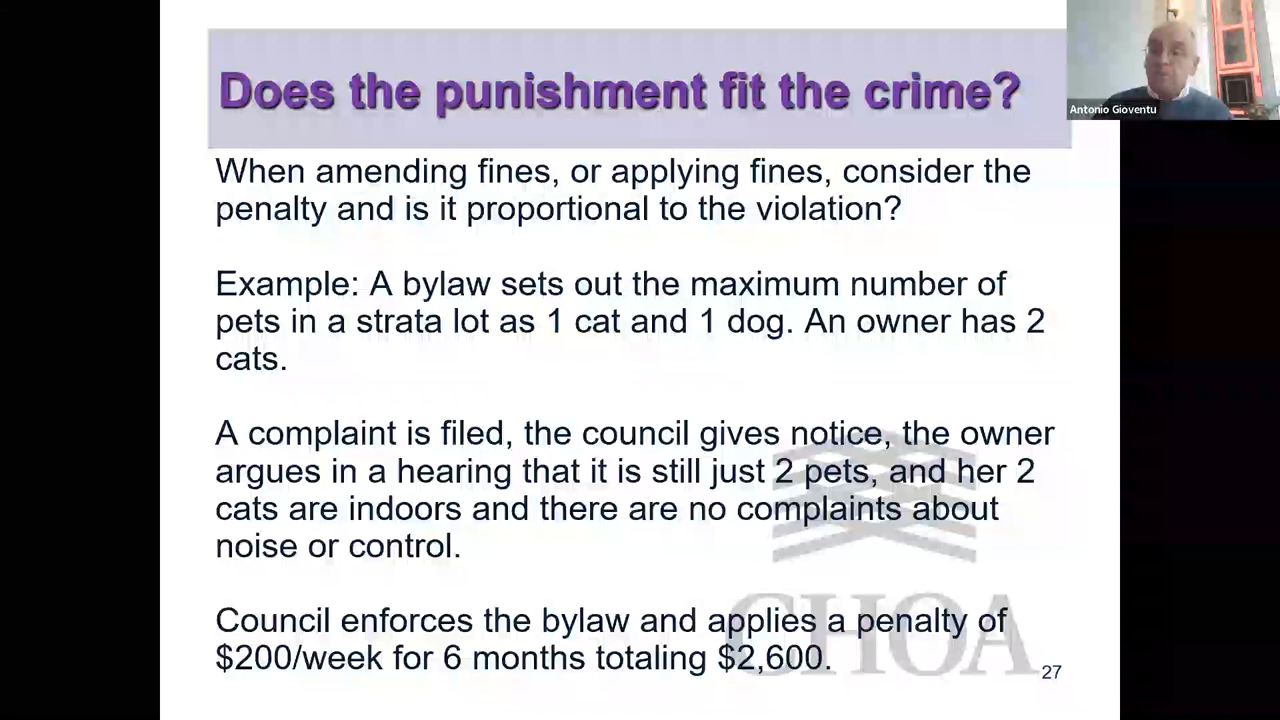 Does the punishment fit the crime?
Antonio Gioventu
When amending fines, or applying fines, consider the
penalty and is it proportional to the violation?
Example: A bylaw sets out the maximum number of
pets in a strata lot as 1 cat and 1 dog. An owner has 2
cats.
A complaint is filed, the council gives notice, the owner
argues in a hearing that it is still just 2 pets, and her 2
cats are indoors and there are no complaints about
noise or control.
Council enforces the bylaw and applies a penalty of
$200/week for 6 months totaling $2,600.
CHOA
27